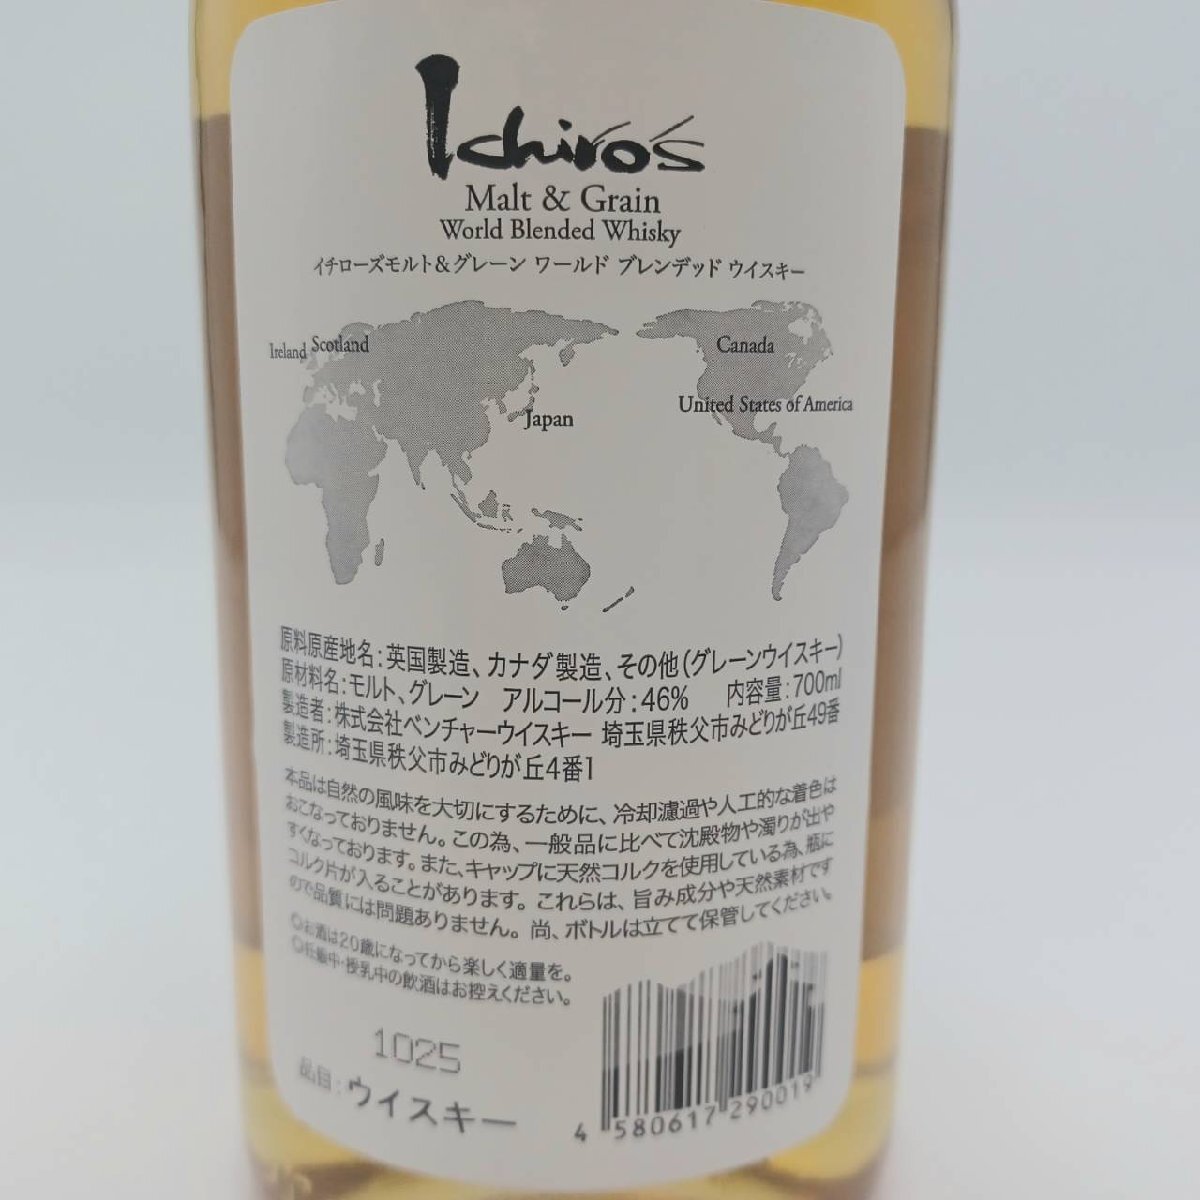 Ichiro's
Malt & Grain
World Blended Whisky
イチローズモルト&グレーン ワールド ブレンデッド ウイスキー
Ireland Scotland
Canada
United States of America
Japan
原料原産地名:英国製造、カナダ製造、その他(グレーンウイスキー)
原材料名:モルト、グレーン アルコール分:46% 内容量:700ml
製造者:株式会社ベンチャーウイスキー 埼玉県秩父市みどりが丘49番
製造所:埼玉県秩父市みどりが丘4番1
本品は自然の風味を大切にするために、冷却濾過や人工的な着色は
おこなっておりません。この為、一般品に比べて沈殿物や濁りが出や
すくなっております。また、キャップに天然コルクを使用している為、瓶に
コルク片が入ることがあります。これらは、旨み成分や天然素材です
ので品質には問題ありません。尚、ボトルは立てて保管してください。
◎お酒は20歳になってから楽しく適量を。
◎妊娠中・授乳中の飲酒はお控えください。
1025
品目:ウイスキー
4 580617 290019